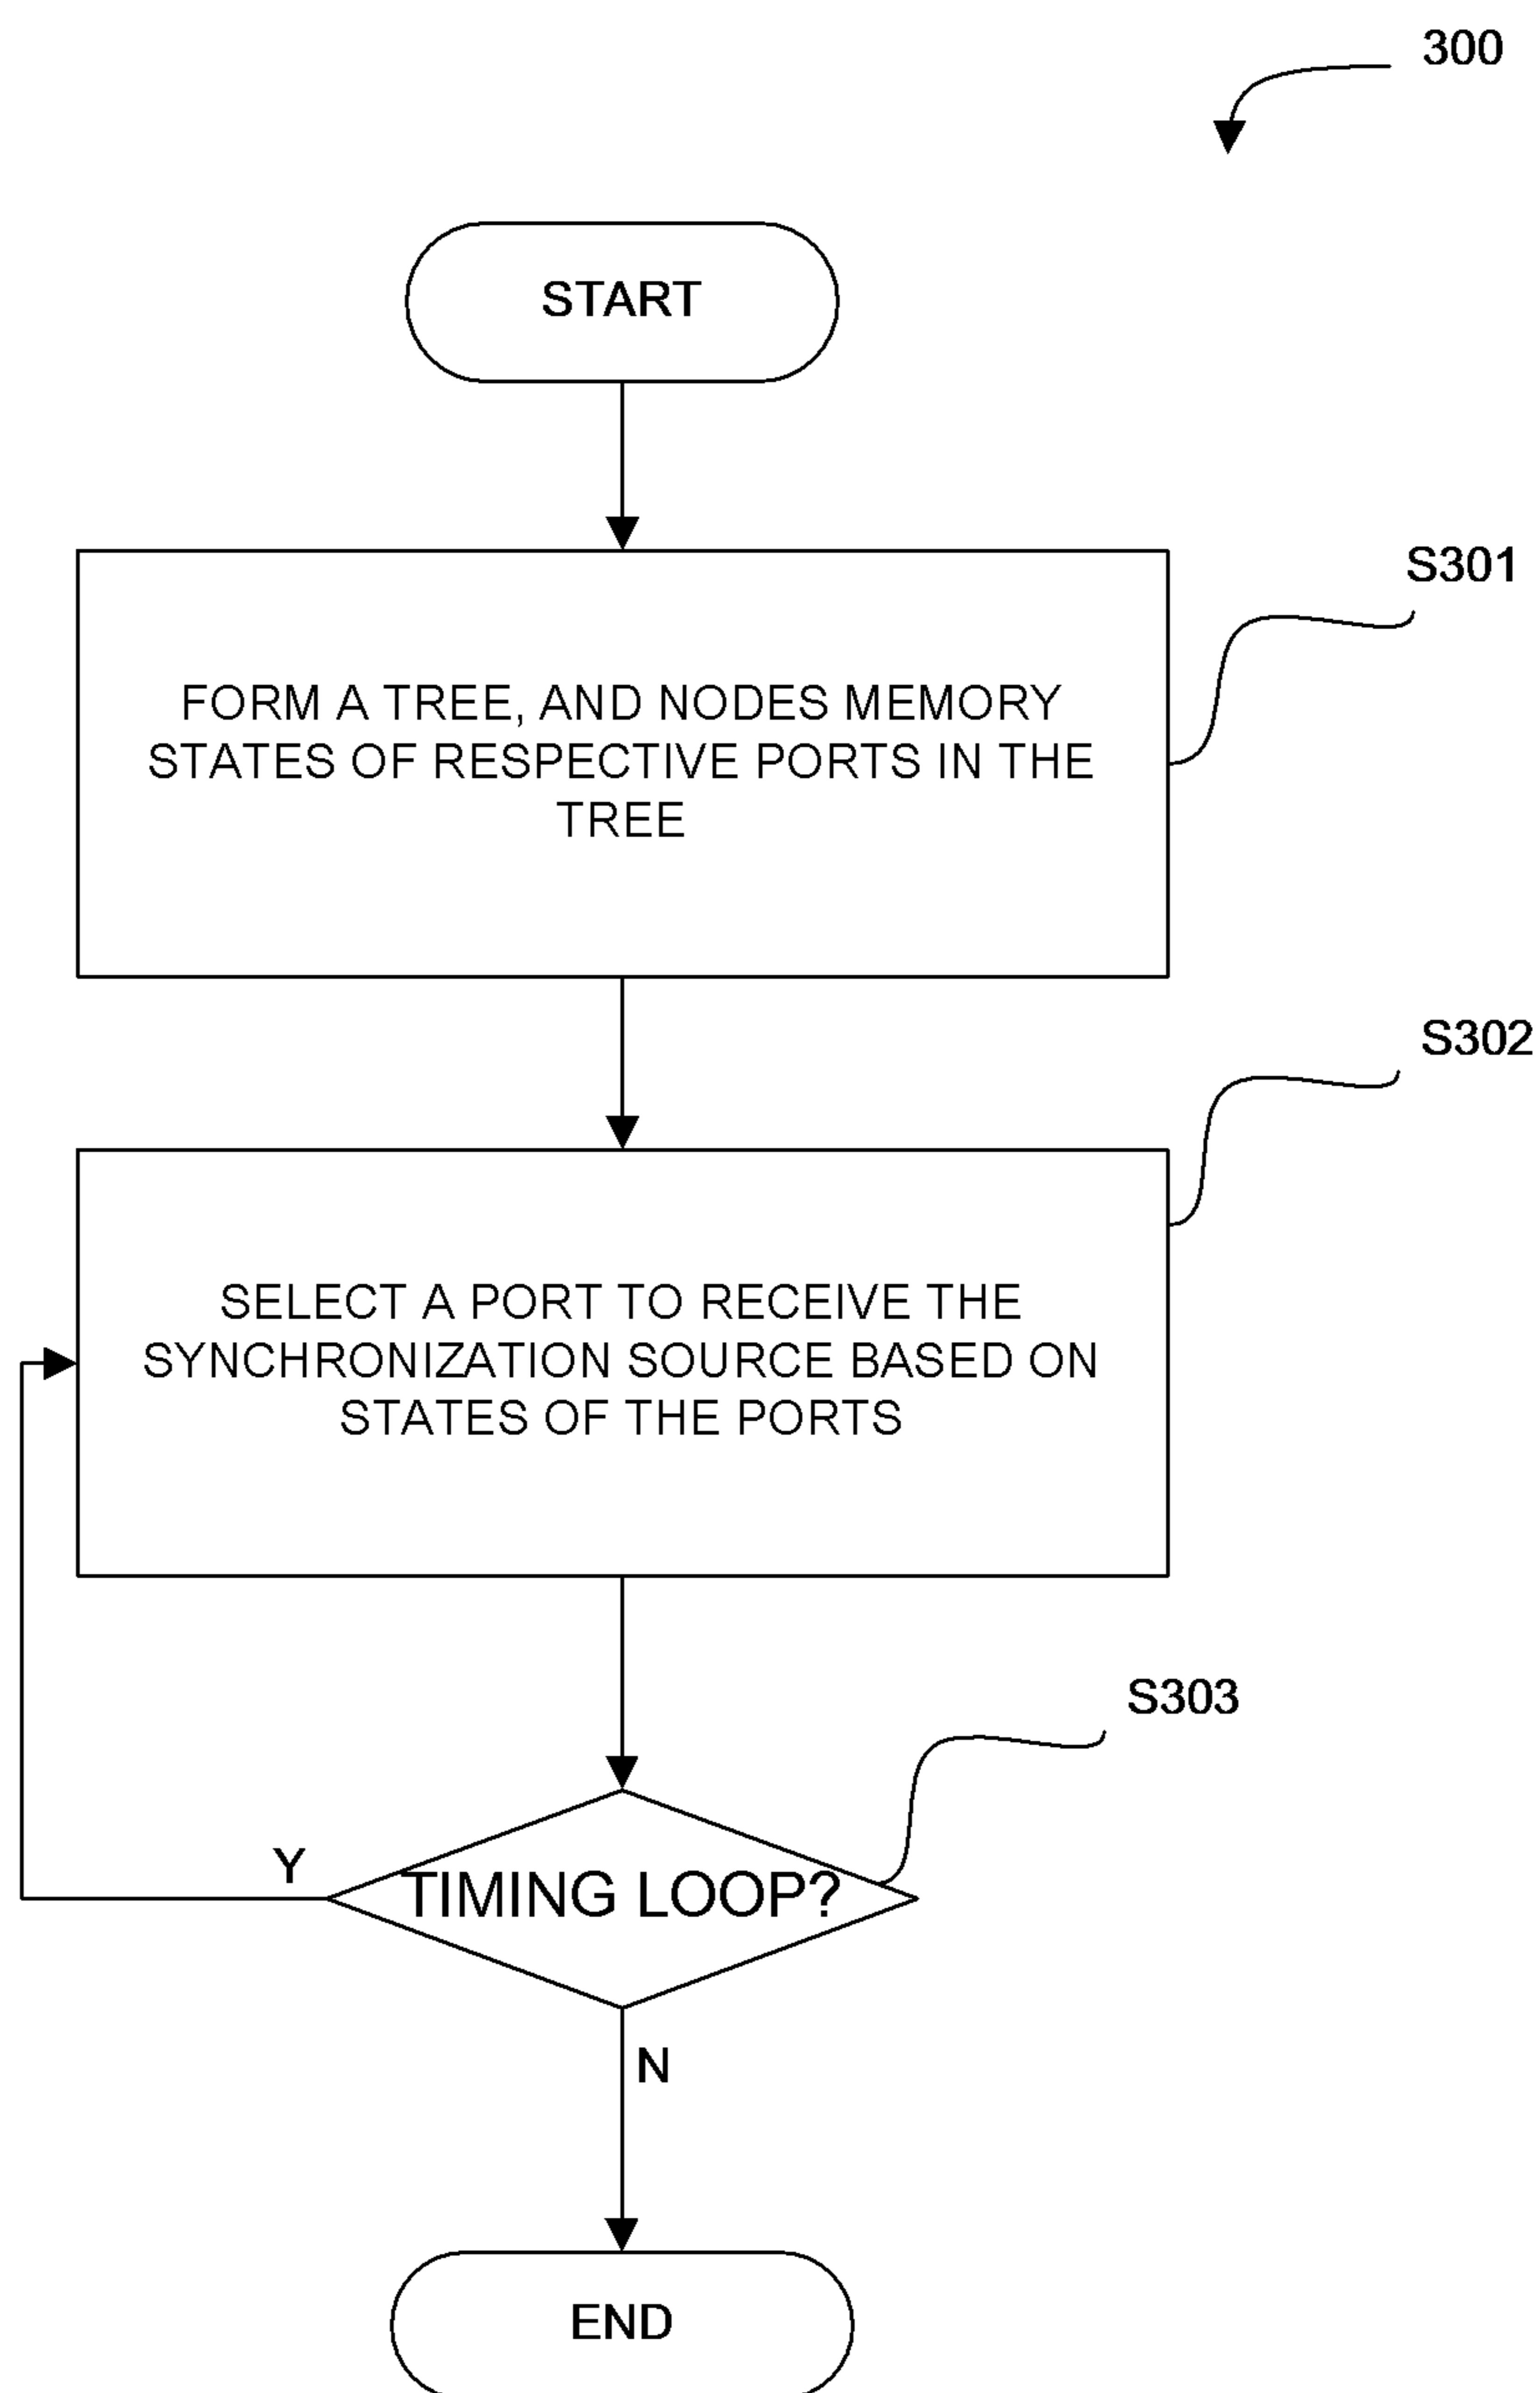 300
START
S301
FORM A TREE, AND NODES MEMORY
STATES OF RESPECTIVE PORTS IN THE
TREE
S302
SELECT A PORT TO RECEIVE THE
SYNCHRONIZATION SOURCE BASED ON
STATES OF THE PORTS
S303
TIMING LOOP?
Y
N
END